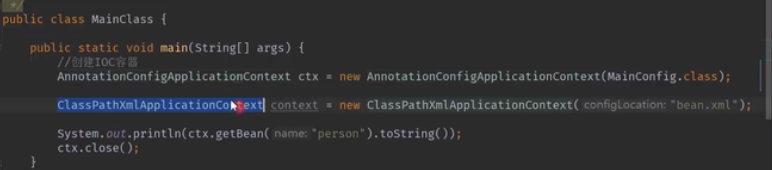 */
public class MainClass {
public static void main(String[] args) {
//创建IOC容器
AnnotationConfigApplicationContext ctx = new AnnotationConfigApplicationContext(MainConfig.class);
ClassPathXmlApplicationContext context = new ClassPathXmlApplicationContext( configLocation: "bean.xml");
System.out.println(ctx.getBean( name: "person").toString());
ctx.close();
}